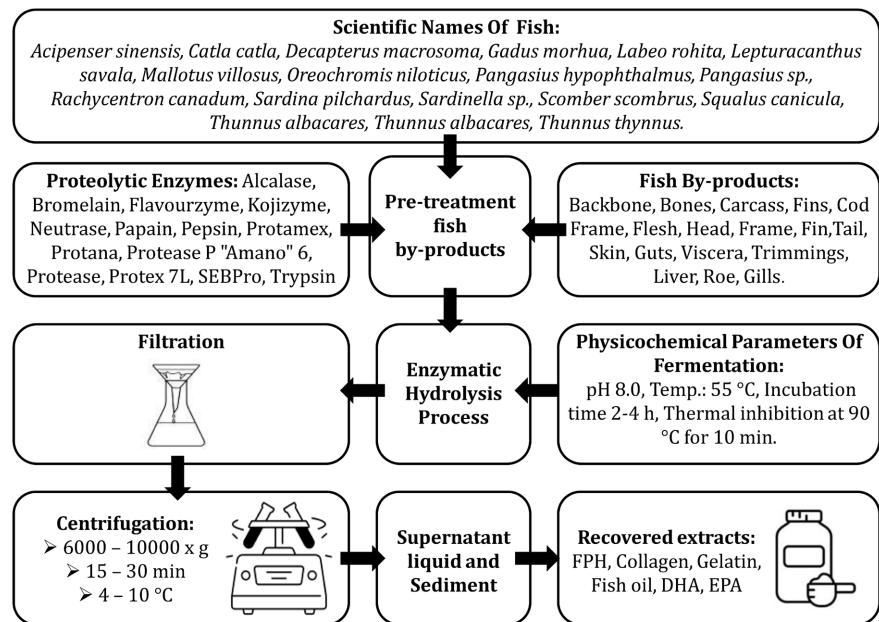 Scientific Names Of Fish:
Acipenser sinensis, Catla catla, Decapterus macrosoma, Gadus morhua, Labeo rohita, Lepturacanthus
savala, Mallotus villosus, Oreochromis niloticus, Pangasius hypophthalmus, Pangasius sp.,
Rachycentron canadum, Sardina pilchardus, Sardinella sp., Scomber scombrus, Squalus canicula,
Thunnus albacares, Thunnus albacares, Thunnus thynnus.
Proteolytic Enzymes: Alcalase,
Bromelain, Flavourzyme, Kojizyme,
Neutrase, Papain, Pepsin, Protamex,
Protana, Protease P "Amano" 6,
Protease, Protex 7L, SEBPro, Trypsin
Pre-treatment
fish
by-products
Fish By-products:
Backbone, Bones, Carcass, Fins, Cod
Frame, Flesh, Head, Frame, Fin,Tail,
Skin, Guts, Viscera, Trimmings,
Liver, Roe, Gills.
Filtration
Enzymatic
Hydrolysis
Process
Physicochemical Parameters Of
Fermentation:
pH 8.0, Temp.: 55 °C, Incubation
time 2-4 h, Thermal inhibition at 90
°C for 10 min.
Centrifugation:
➢ 6000 – 10000 x g
➢ 15 – 30 min
➢ 4 – 10 °C
Supernatant
liquid and
Sediment
Recovered extracts:
FPH, Collagen, Gelatin,
Fish oil, DHA, EPA